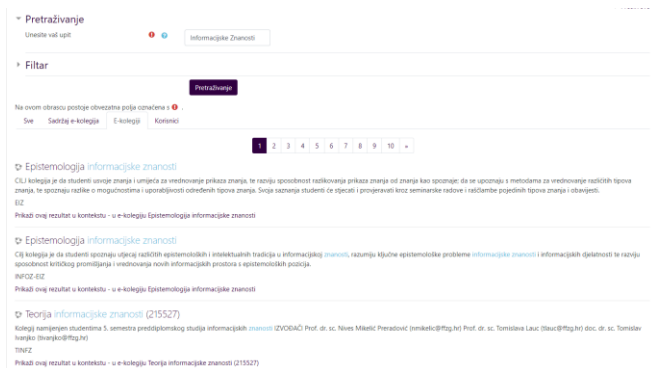 Pretraživanje
Unesite vaš upit
Informacijske Znanosti
Filtar
Pretraživanje
Na ovom obrascu postoje obvezatna polja označena s .
Sve Sadržaj e-kolegija E-kolegiji Korisnici
1 2 3 4 5 6 7 8 9 10 »
Epistemologija informacijske znanosti
CILJ kolegija je da studenti usvoje znanja i umijeća za vrednovanje prikaza znanja, te razviju sposobnost razlikovanja prikaza znanja od znanja kao spoznaje; da se upoznaju s metodama za vrednovanje različitih tipova
znanja, te spoznaju razlike o mogućnostima i uporabljivosti određenih tipova znanja. Svoja saznanja studenti će stjecati i provjeravati kroz seminarske radove i raščlambe pojedinih tipova znanja i obavijesti.
EIZ
Prikaži ovaj rezultat u kontekstu - u e-kolegiju Epistemologija informacijske znanosti
Epistemologija informacijske znanosti
Cilj kolegija je da studenti spoznaju utjecaj različitih epistemoloških i intelektualnih tradicija u informacijskoj znanosti, razumiju ključne epistemološke probleme informacijske znanosti i informacijskih djelatnosti te razviju
sposobnost kritičkog promišljanja i vrednovanja novih informacijskih prostora s epistemoloških pozicija.
INFOZ-EIZ
Prikaži ovaj rezultat u kontekstu - u e-kolegiju Epistemologija informacijske znanosti
Teorija informacijske znanosti (215527)
Kolegij namijenjen studentima 5. semestra preddiplomskog studija informacijskih znanosti IZVOĐAČI Prof. dr. sc. Nives Mikelić Preradović (nmikelic@ffzg.hr) Prof. dr. sc. Tomislava Lauc (tlauc@ffzg.hr) doc. dr. sc. Tomislav
Ivanjko (tivanjko@ffzg.hr)
TINFZ
Prikaži ovaj rezultat u kontekstu - u e-kolegiju Teorija informacijske znanosti (215527)